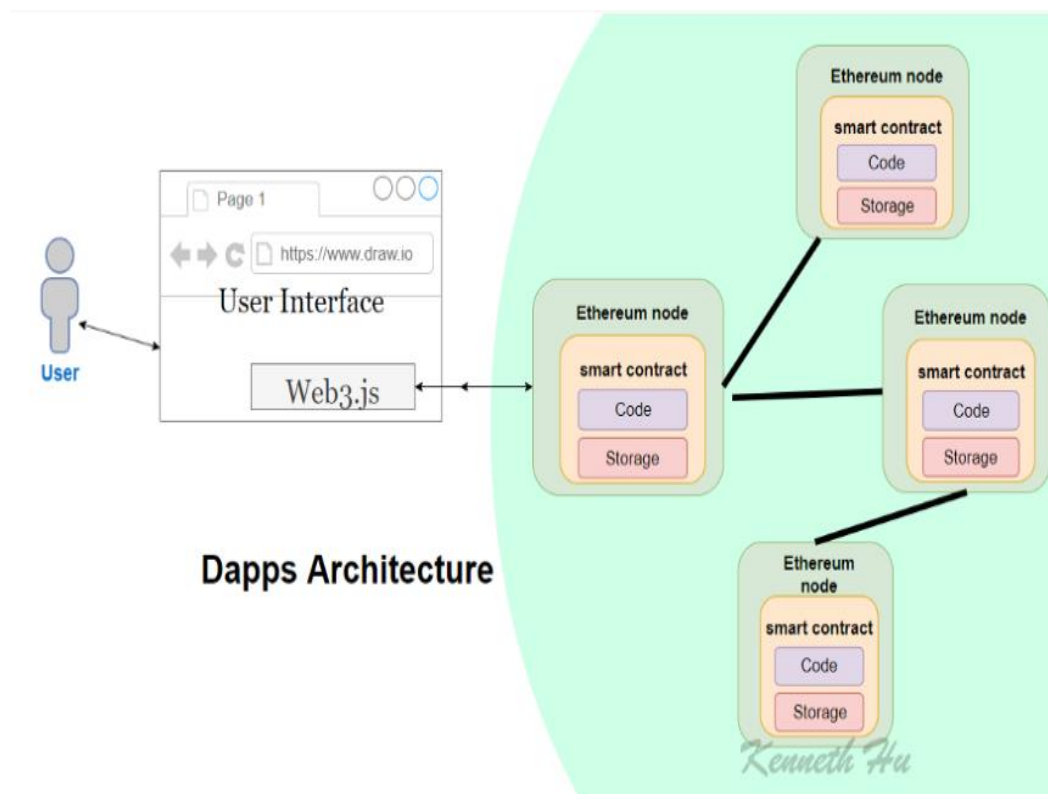 Page 1
https://www.draw.io
User Interface
Web3.js
User
Dapps Architecture
Ethereum node
smart contract
Code
Storage
Ethereum node
smart contract
Code
Storage
Ethereum node
smart contract
Code
Storage
Ethereum
node
smart contract
Code
Storage
Kenneth Hu